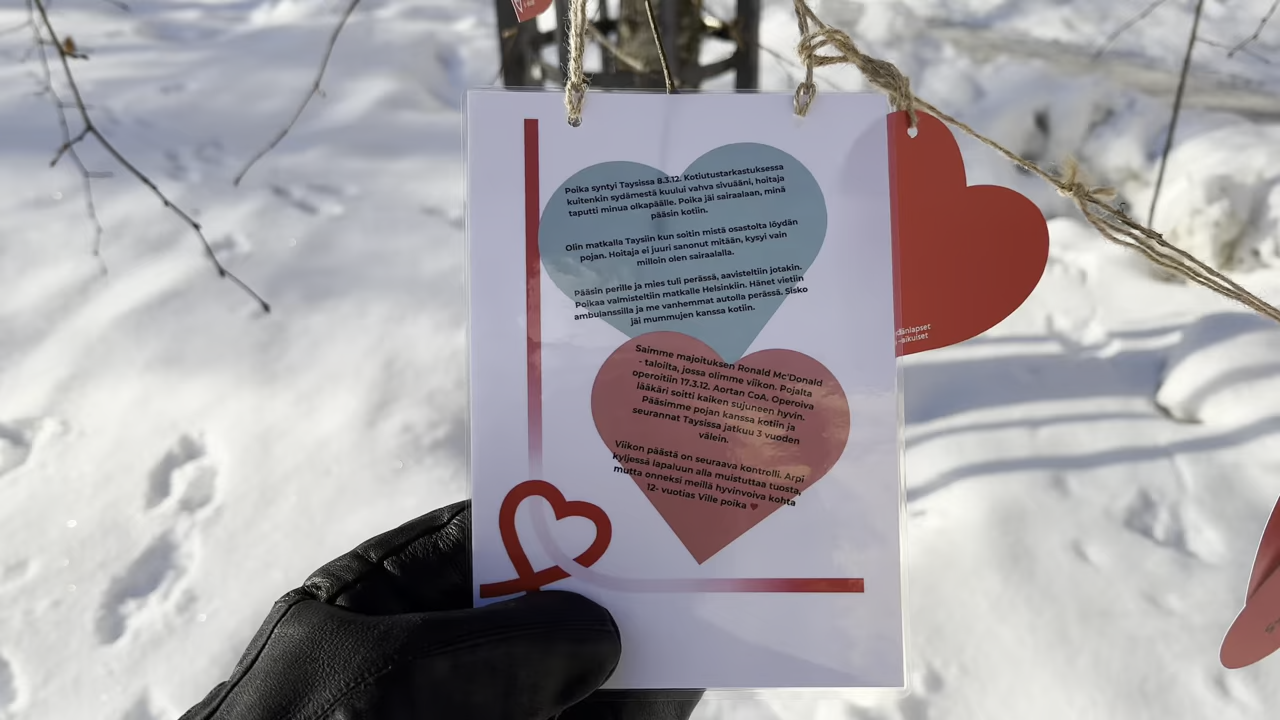 Poika syntyi Taysissa 8.3.12. Kotiutustarkastuksessa
kuitenkin sydämestä kuului vahva sivuääni, hoitaja
taputti minua olkapäälle. Poika jäi sairaalaan, minä
pääsin kotiin.
Olin matkalla Taysiin kun soitin mistä osastolta löydän
pojan. Hoitaja ei juuri sanonut mitään, kysyi vain
milloin olen sairaalalla.
Pääsin perille ja mies tuli perässä, aavisteltiin jotakin.
Poikaa valmisteltiin matkalle Helsinkiin. Hänet vietiin
ambulanssilla ja me vanhemmat autolla perässä. Sisko
jäi mummujen kanssa kotiin.
Saimme majoituksen Ronald Mc'Donald
- taloilta, jossa olimme viikon. Pojalta
operoitiin 17.3.12. Aortan CoA. Operoiva
lääkäri soitti kaiken sujuneen hyvin.
Pääsimme pojan kanssa kotiin ja
seurannat Taysissa jatkuu 3 vuoden
välein.
Viikon päästä on seuraava kontrolli. Arpi
kyljessä lapaluun alla muistuttaa tuosta,
mutta onneksi meillä hyvinvoiva kohta
12- vuotias Ville poika ♥
-aikuiset